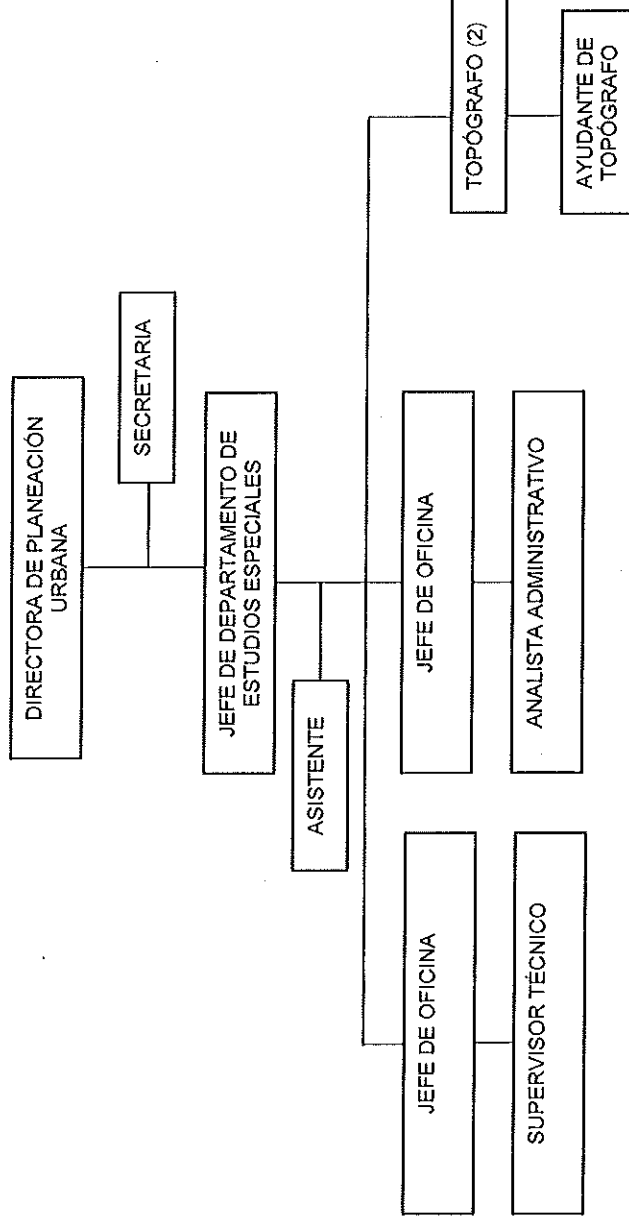 DIRECTORA DE PLANEACIÓN
URBANA
SECRETARIA
JEFE DE DEPARTAMENTO DE
ESTUDIOS ESPECIALES
ASISTENTE
JEFE DE OFICINA
SUPERVISOR TÉCNICO
JEFE DE OFICINA
ANALISTA ADMINISTRATIVO
TOPÓGRAFO (2)
AYUDANTE DE
TOPÓGRAFO